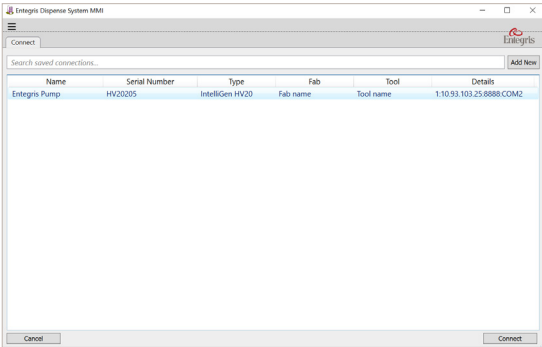 Entegris Dispense System MMI
Entegris
Connect
Search saved connections...
Add New
Name Serial Number Type Fab Tool Details
Entegris Pump HV20205 IntelliGen HV20 Fab name Tool name 1:10.93.103.25:8888:COM2
Cancel Connect